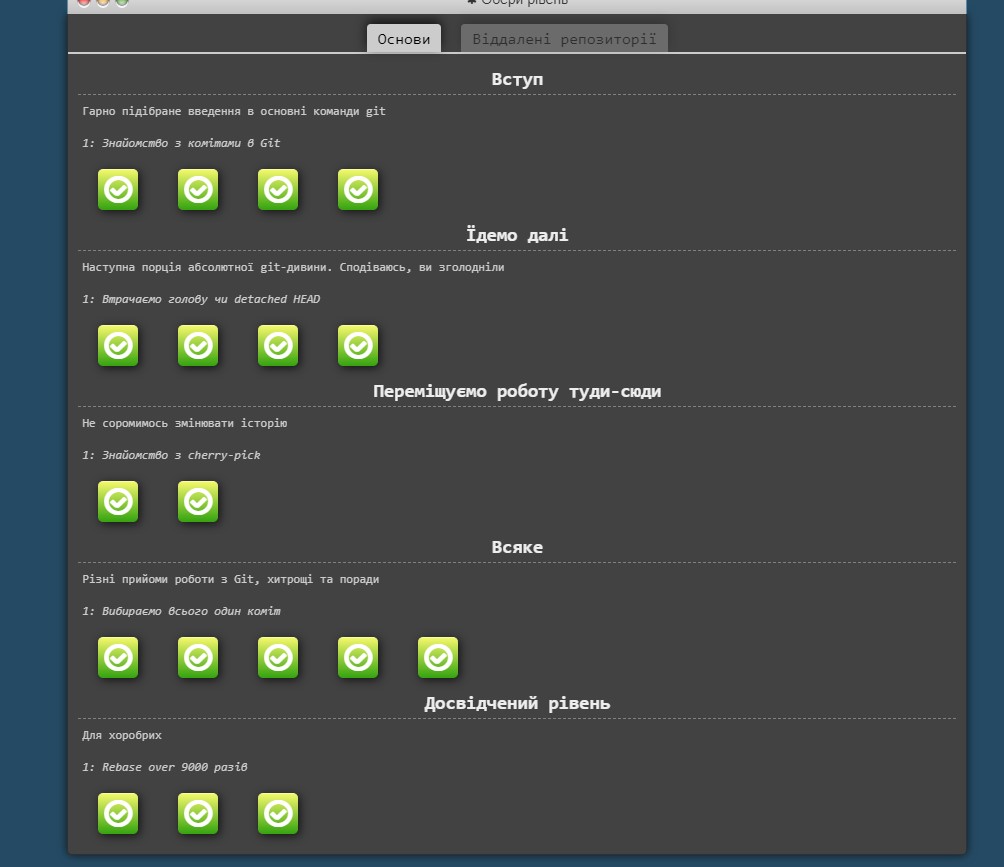 Обери рівень
Основи
Віддалені репозиторії
Вступ
Гарно підібране введення в основні команди git
1: Знайомство з комітами в Git
Їдемо далі
Наступна порція абсолютної git-дивини. Сподіваюсь, ви зголодніли
1: Втрачаємо голову чи detached HEAD
Переміщуємо роботу туди-сюди
Не соромимось змінювати історію
1: Знайомство з cherry-pick
Всяке
Різні прийоми роботи з Git, хитрощі та поради
1: Вибираємо всього один коміт
Досвідчений рівень
Для хоробрих
1: Rebase over 9000 разів